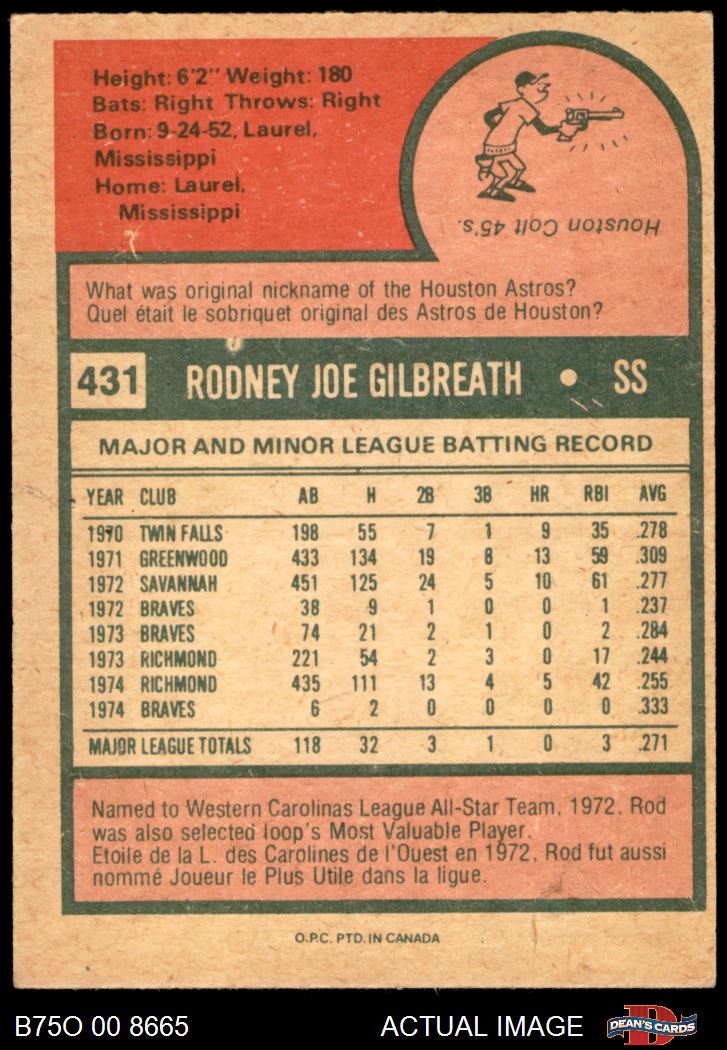 Height: 6'2" Weight: 180
Bats: Right Throws: Right
Born: 9-24-52, Laurel,
Mississippi
Home: Laurel,
Mississippi
Houston Colt 45's.
What was original nickname of the Houston Astros?
Quel était le sobriquet original des Astros de Houston?
431 RODNEY JOE GILBREATH • SS
MAJOR AND MINOR LEAGUE BATTING RECORD
YEAR CLUB AB H 2B 3B HR RBI AVG
1970 TWIN FALLS 198 55 7 1 9 35 .278
1971 GREENWOOD 433 134 19 8 13 59 .309
1972 SAVANNAH 451 125 24 5 10 61 .277
1972 BRAVES 38 9 1 0 0 1 .237
1973 BRAVES 74 21 2 1 0 2 .284
1973 RICHMOND 221 54 2 3 0 17 .244
1974 RICHMOND 435 111 13 4 5 42 .255
1974 BRAVES 6 2 0 0 0 0 .333
MAJOR LEAGUE TOTALS 118 32 3 1 0 3 .271
Named to Western Carolinas League All-Star Team, 1972, Rod
was also selected loop's Most Valuable Player.
Etoile de la L. des Carolines de l'Ouest en 1972, Rod fut aussi
nommé Joueur le Plus Utile dans la ligue.
O.P.C. PTD. IN CANADA
B75O 00 8665 ACTUAL IMAGE D DEAN'S CARDS